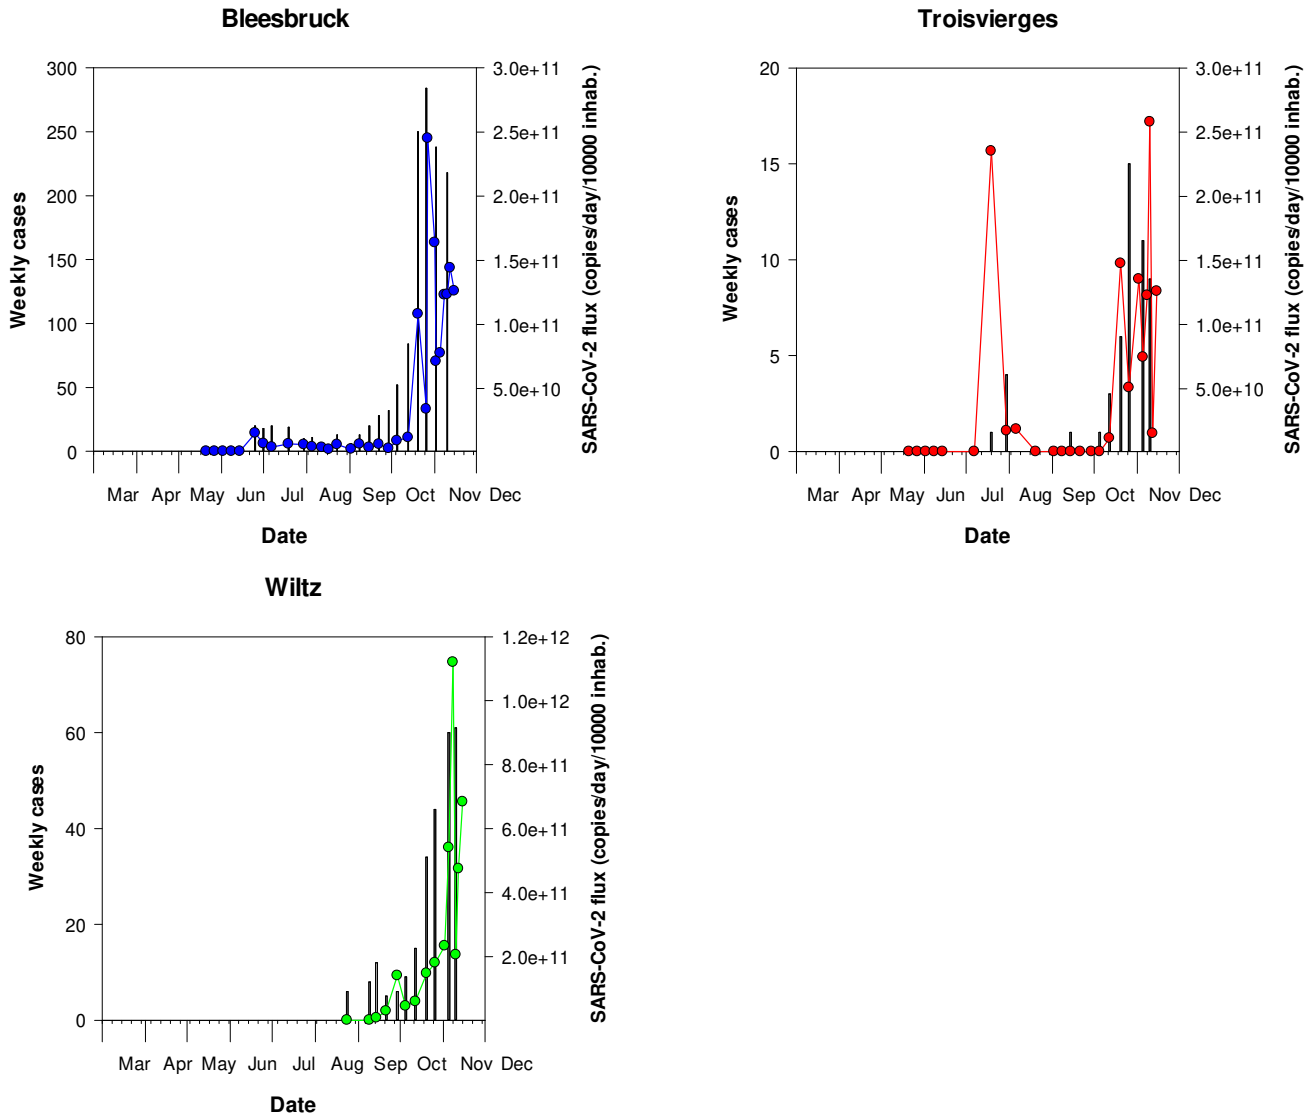 Bleesbruck
300
250
200
150
100
50
0
Weekly cases
3.0e+11
2.5e+11
2.0e+11
1.5e+11
1.0e+11
5.0e+10
SARS-CoV-2 flux (copies/day/10000 inhab.)
Mar Apr May Jun Jul Aug Sep Oct Nov Dec
Date
Troisvierges
20
15
10
5
0
Weekly cases
3.0e+11
2.5e+11
2.0e+11
1.5e+11
1.0e+11
5.0e+10
SARS-CoV-2 flux (copies/day/10000 inhab.)
Mar Apr May Jun Jul Aug Sep Oct Nov Dec
Date
Wiltz
80
60
40
20
0
Weekly cases
1.2e+12
1.0e+12
8.0e+11
6.0e+11
4.0e+11
2.0e+11
SARS-CoV-2 flux (copies/day/10000 inhab.)
Mar Apr May Jun Jul Aug Sep Oct Nov Dec
Date